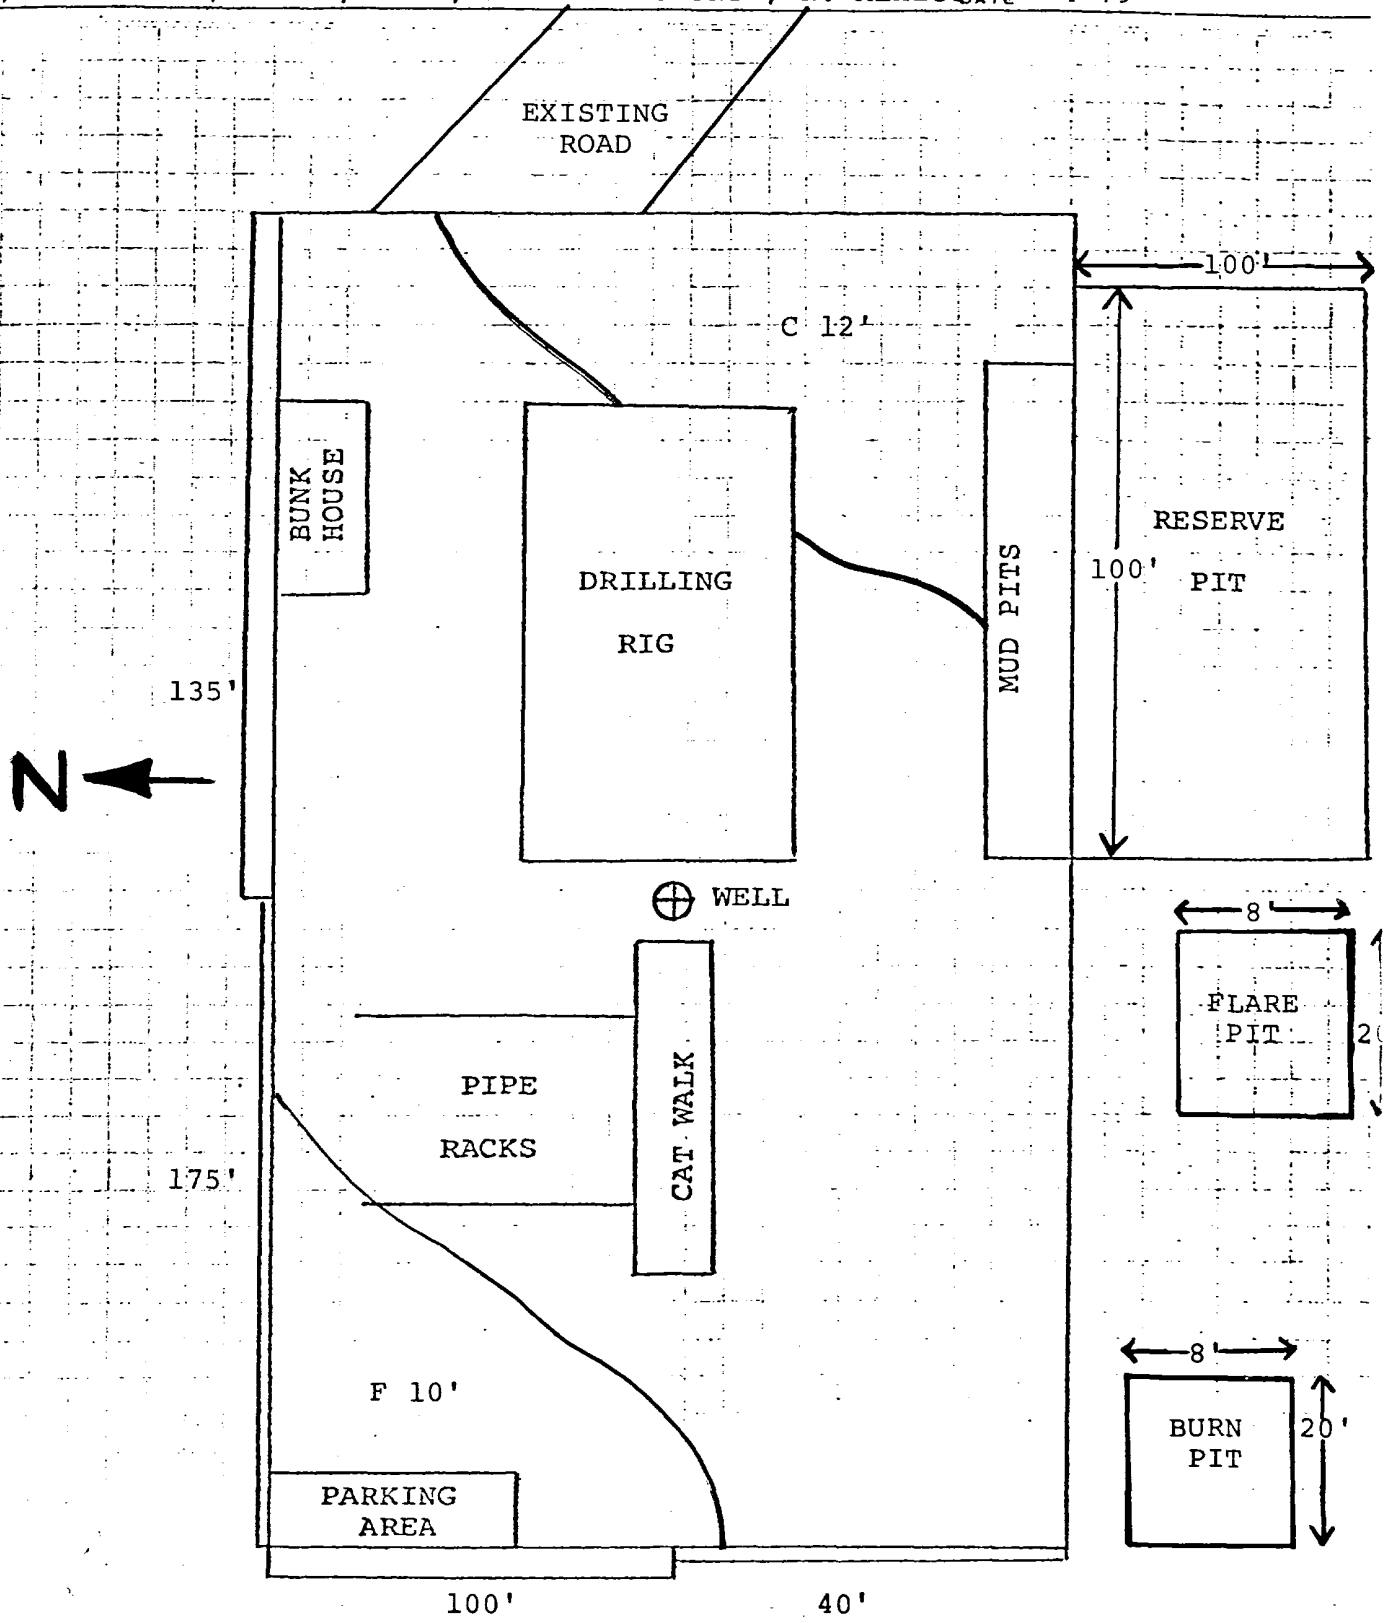 EXISTING
ROAD
100'
C 12'
BUNK
HOUSE
DRILLING
RIG
MUD PITS
100'
RESERVE
PIT
135'
N
WELL
8'
FLARE
PIT
PIPE
RACKS
CAT WALK
175'
8'
F 10'
BURN
PIT
20'
PARKING
AREA
100'
40'